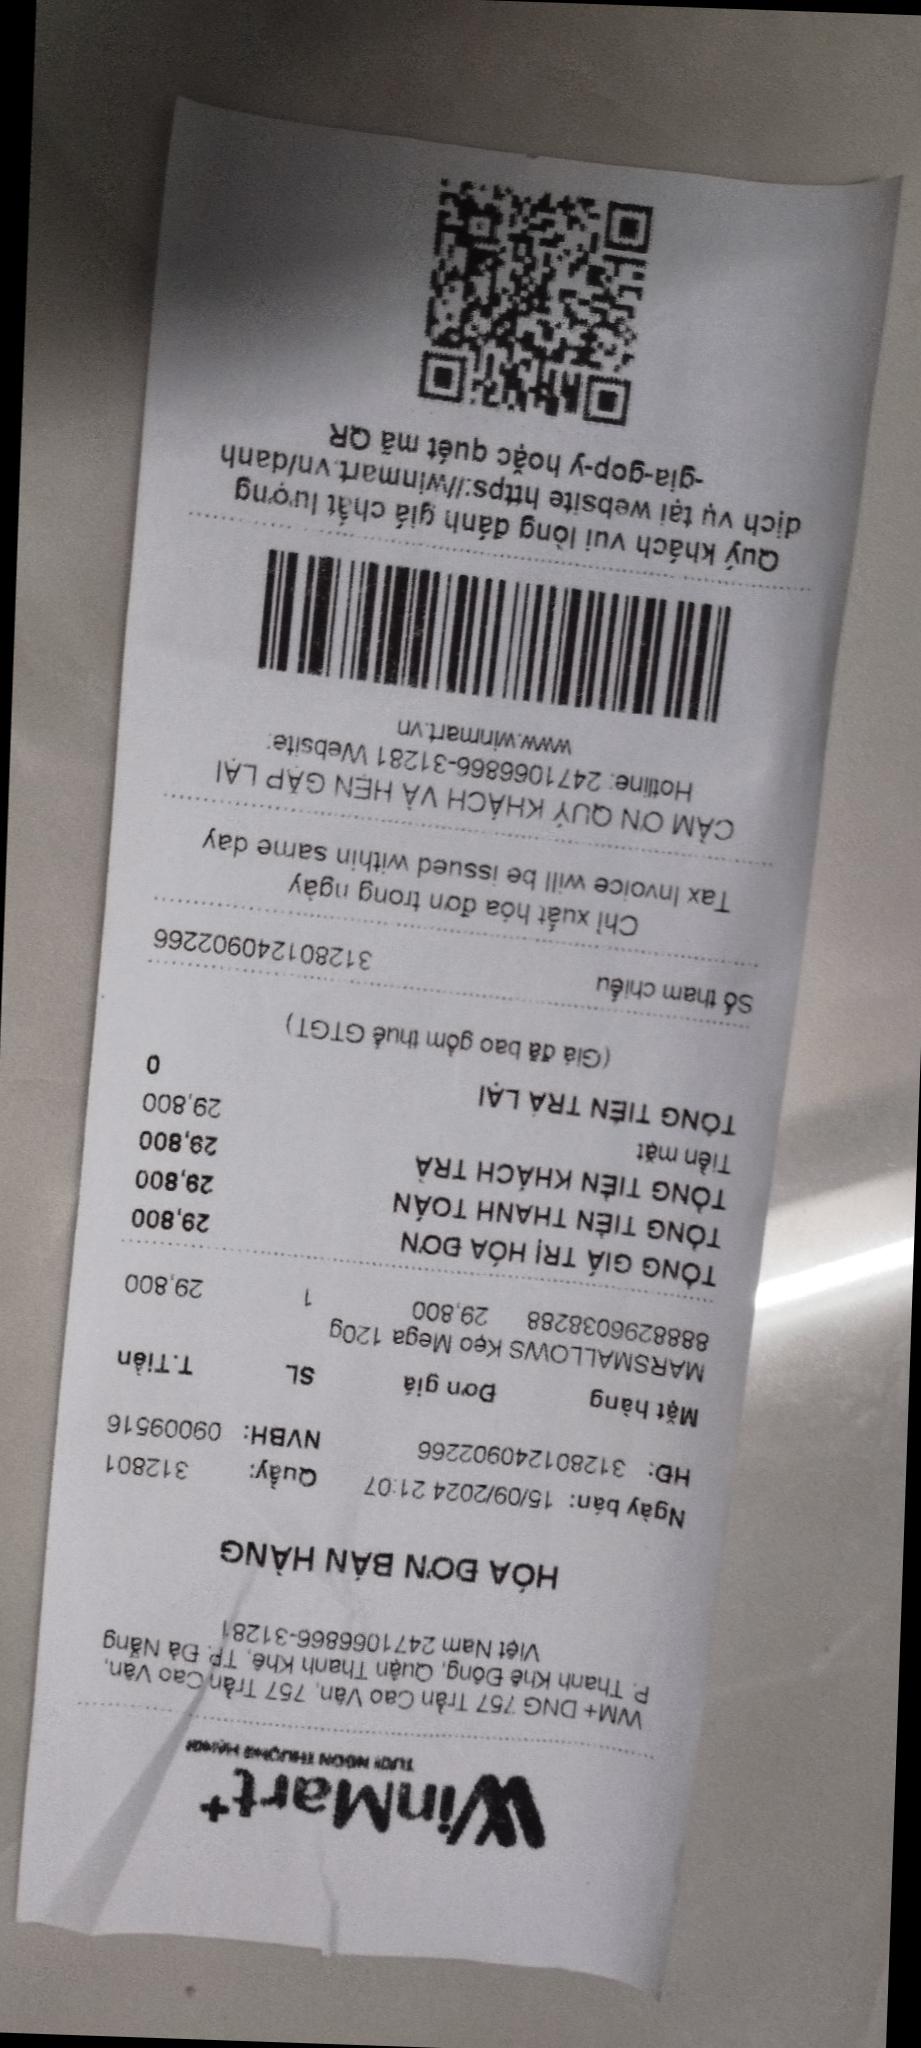 WinMart+
TƯƠI NGON THƯỢNG HẠNG!
WM+ DNG 757 Trần Cao Vân, 757 Trần Cao Vân,
P. Thanh Khê Đông, Quận Thanh Khê, TP. Đà Nẵng
Việt Nam 2471066866-31281
HÓA ĐƠN BÁN HÀNG
Ngày bán: 15/09/2024 21:07 Quầy: 312801
HĐ: 312801240902266 NVBH: 09009516
Mặt hàng Đơn giá SL T.Tiền
MARSMALLOWS Kẹo Mega 120g
8888296038288 29,800 1 29,800
TỔNG GIÁ TRỊ HÓA ĐƠN 29,800
TỔNG TIỀN THANH TOÁN 29,800
TỔNG TIỀN KHÁCH TRẢ 29,800
Tiền mặt 29,800
TỔNG TIỀN TRẢ LẠI 0
(Giá đã bao gồm thuế GTGT)
Số tham chiếu 312801240902266
Chỉ xuất hóa đơn trong ngày
Tax Invoice will be issued within same day
CẢM ƠN QUÝ KHÁCH VÀ HẸN GẶP LẠI
Hotline: 2471066866-31281 Website:
www.winmart.vn
Quý khách vui lòng đánh giá chất lượng
dịch vụ tại website https://winmart.vn/danh
-gia-gop-y hoặc quét mã QR